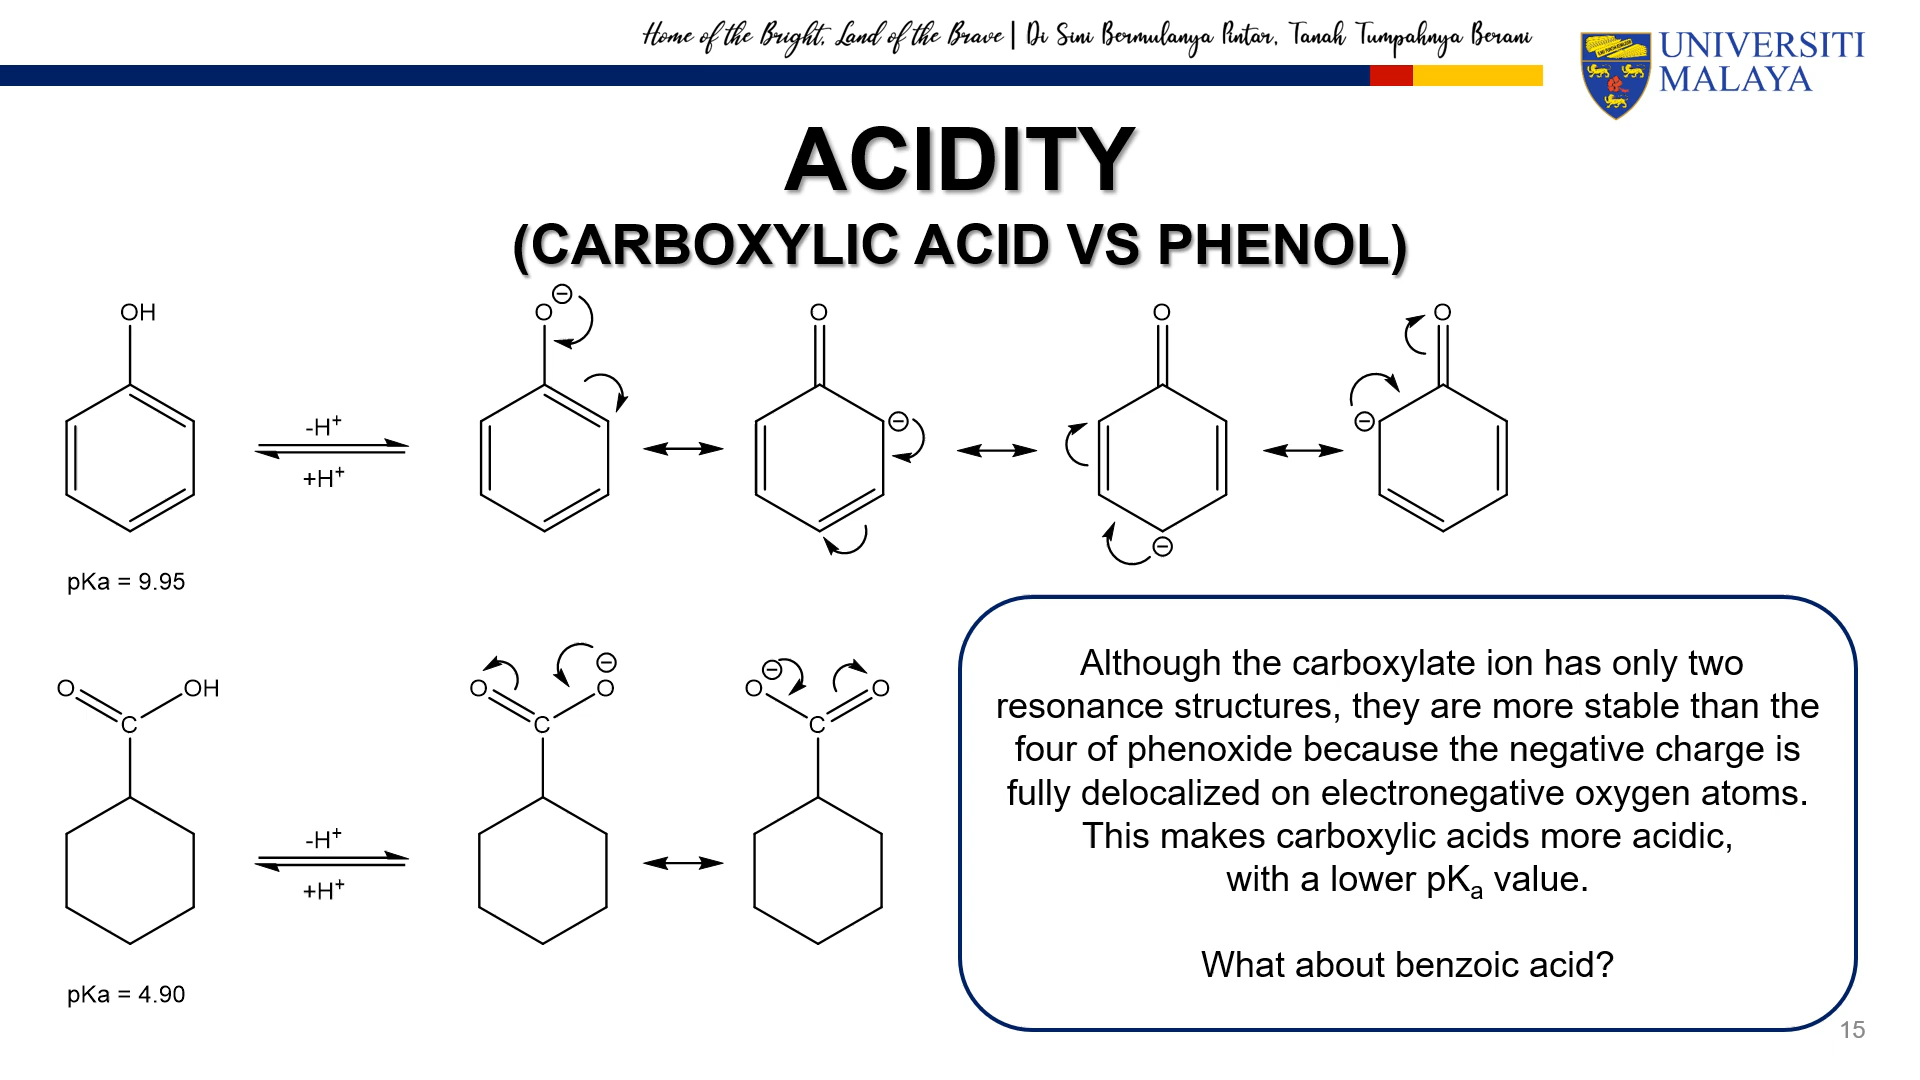 Home of the Bright, Land of the Brave | Di Sini Bermulanya Pintar, Tanah Tumpahnya Berani
UNIVERSITI
MALAYA
ACIDITY
(CARBOXYLIC ACID VS PHENOL)
OH
O⊖
O
O
O
-H⁺
+H⁺
⊖
⊖
⊖
pKa = 9.95
O OH
C
O O⊖
C
O⊖ O
C
-H⁺
+H⁺
pKa = 4.90
Although the carboxylate ion has only two
resonance structures, they are more stable than the
four of phenoxide because the negative charge is
fully delocalized on electronegative oxygen atoms.
This makes carboxylic acids more acidic,
with a lower pKₐ value.
What about benzoic acid?
15